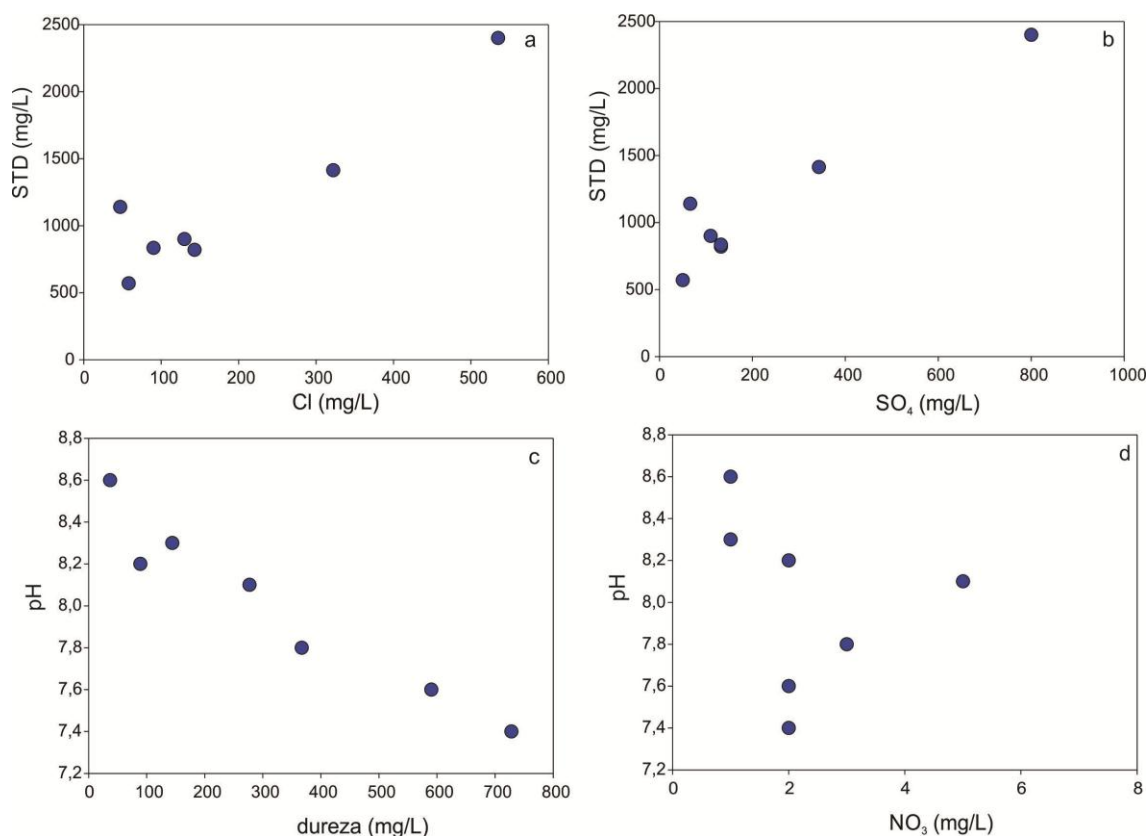 a
2500
2000
1500
1000
500
0
STD (mg/L)
0 100 200 300 400 500 600
Cl (mg/L)
b
2500
2000
1500
1000
500
0
STD (mg/L)
0 200 400 600 800 1000
SO₄ (mg/L)
c
8,8
8,6
8,4
8,2
8,0
7,8
7,6
7,4
7,2
pH
0 100 200 300 400 500 600 700 800
dureza (mg/L)
d
8,8
8,6
8,4
8,2
8,0
7,8
7,6
7,4
7,2
pH
0 2 4 6 8
NO₃ (mg/L)